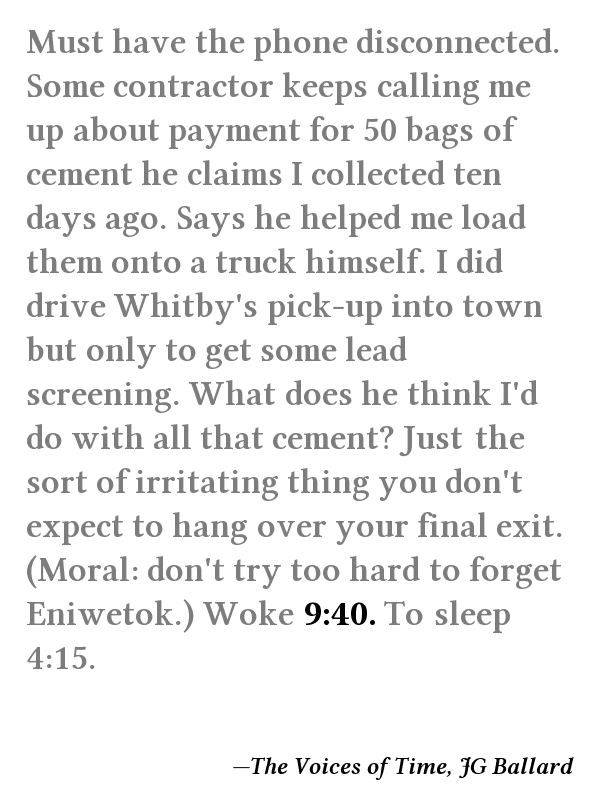 Must have the phone disconnected.
Some contractor keeps calling me
up about payment for 50 bags of
cement he claims I collected ten
days ago. Says he helped me load
them onto a truck himself. I did
drive Whitby's pick-up into town
but only to get some lead
screening. What does he think I'd
do with all that cement? Just the
sort of irritating thing you don't
expect to hang over your final exit.
(Moral: don't try too hard to forget
Eniwetok.) Woke 9:40. To sleep
4:15.
—The Voices of Time, JG Ballard